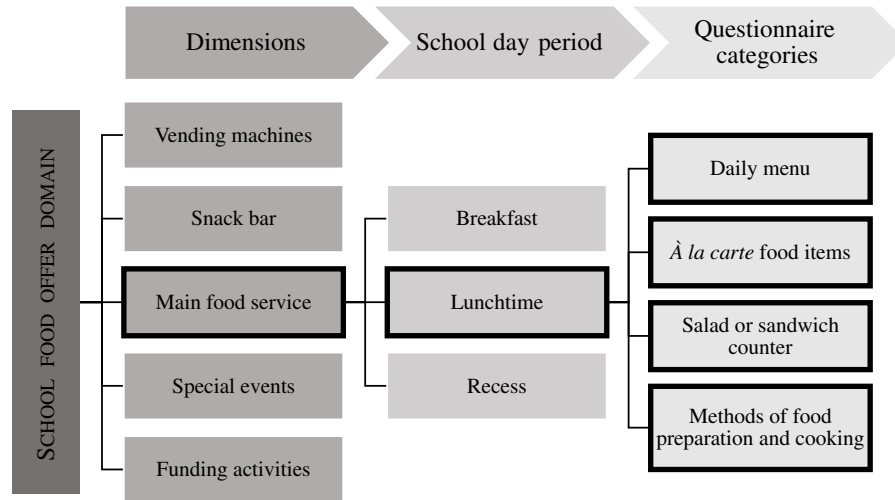 Dimensions
School day period
Questionnaire
categories
SCHOOL FOOD OFFER DOMAIN
Vending machines
Snack bar
Main food service
Special events
Funding activities
Breakfast
Lunchtime
Recess
Daily menu
À la carte food items
Salad or sandwich
counter
Methods of food
preparation and cooking